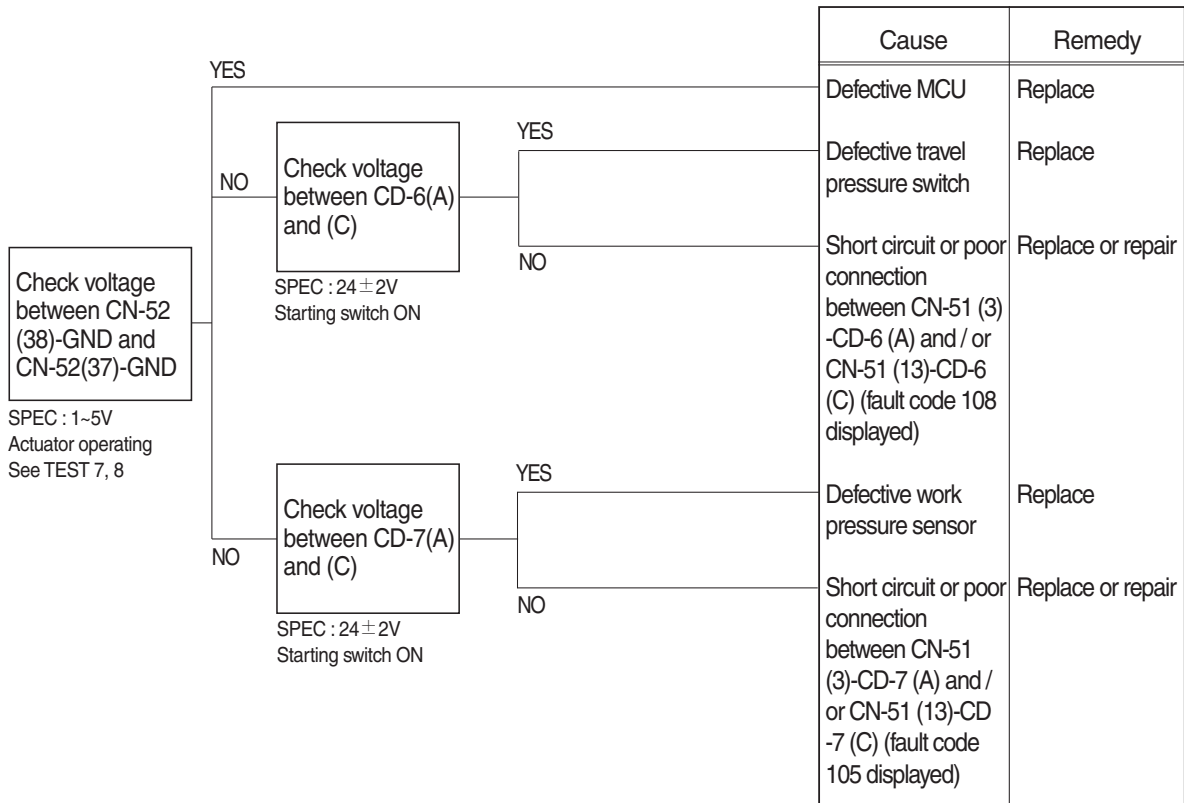 Cause
Remedy
YES
Defective MCU
Replace
NO
Check voltage
between CD-6(A)
and (C)
SPEC : 24±2V
Starting switch ON
YES
Defective travel
pressure switch
Replace
NO
Short circuit or poor
connection
between CN-51 (3)
-CD-6 (A) and / or
CN-51 (13)-CD-6
(C) (fault code 108
displayed)
Replace or repair
Check voltage
between CN-52
(38)-GND and
CN-52(37)-GND
SPEC : 1~5V
Actuator operating
See TEST 7, 8
NO
Check voltage
between CD-7(A)
and (C)
SPEC : 24±2V
Starting switch ON
YES
Defective work
pressure sensor
Replace
NO
Short circuit or poor
connection
between CN-51
(3)-CD-7 (A) and /
or CN-51 (13)-CD
-7 (C) (fault code
105 displayed)
Replace or repair